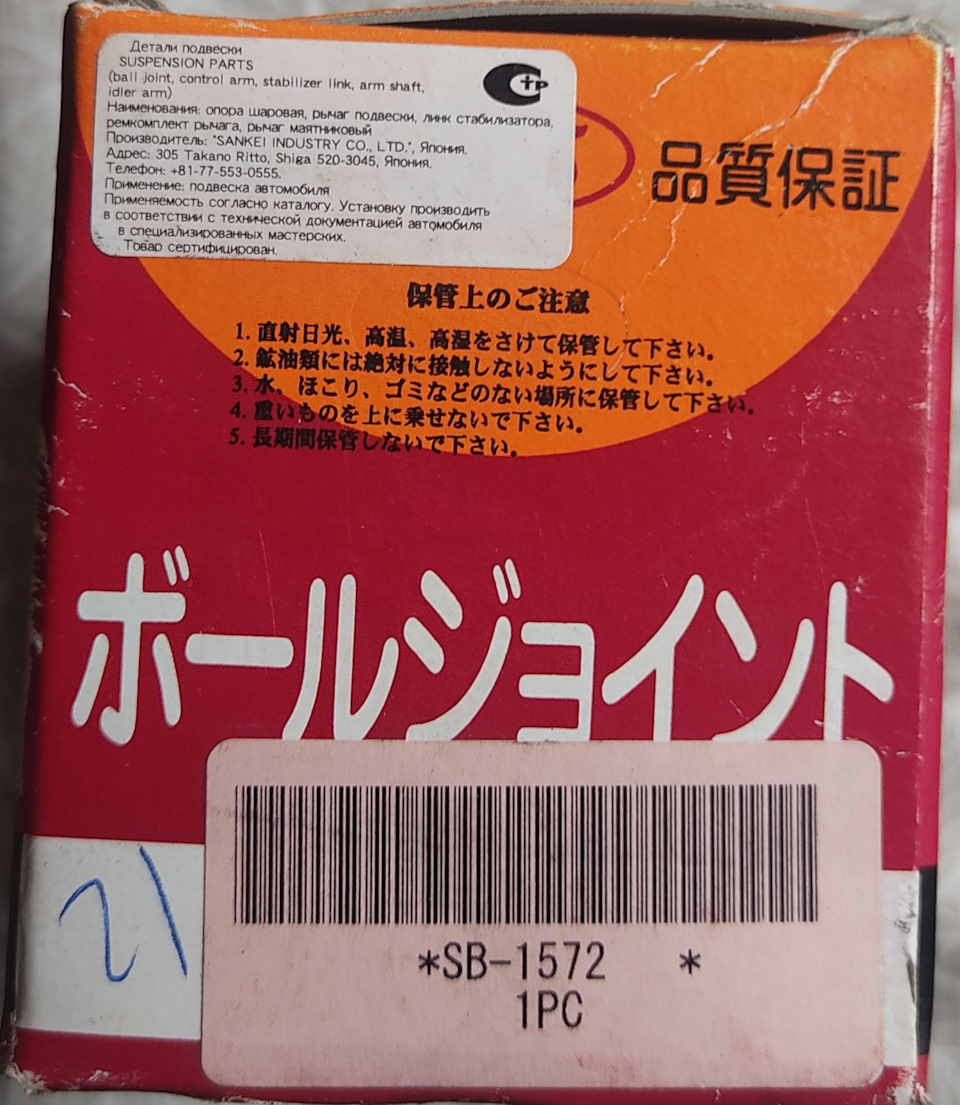 Детали подвески
SUSPENSION PARTS
(ball joint, control arm, stabilizer link, arm shaft,
idler arm)
Наименования: опора шаровая, рычаг подвески, линк стабилизатора,
ремкомплект рычага, рычаг маятниковый
Производитель: "SANKEI INDUSTRY CO., LTD.", Япония.
Адрес: 305 Takano Ritto, Shiga 520-3045, Япония.
Телефон: +81-77-553-0555.
Применение: подвеска автомобиля
Применяемость согласно каталогу. Установку производить
в соответствии с технической документацией автомобиля
в специализированных мастерских.
Товар сертифицирован.
СТР
品質保証
保管上のご注意
1. 直射日光、高温、高湿をさけて保管して下さい。
2. 鉱油類には絶対に接触しないようにして下さい。
3. 水、ほこり、ゴミなどのない場所に保管して下さい。
4. 重いものを上に乗せないで下さい。
5. 長期間保管しないで下さい。
ボールジョイント
21
*SB-1572 *
1PC